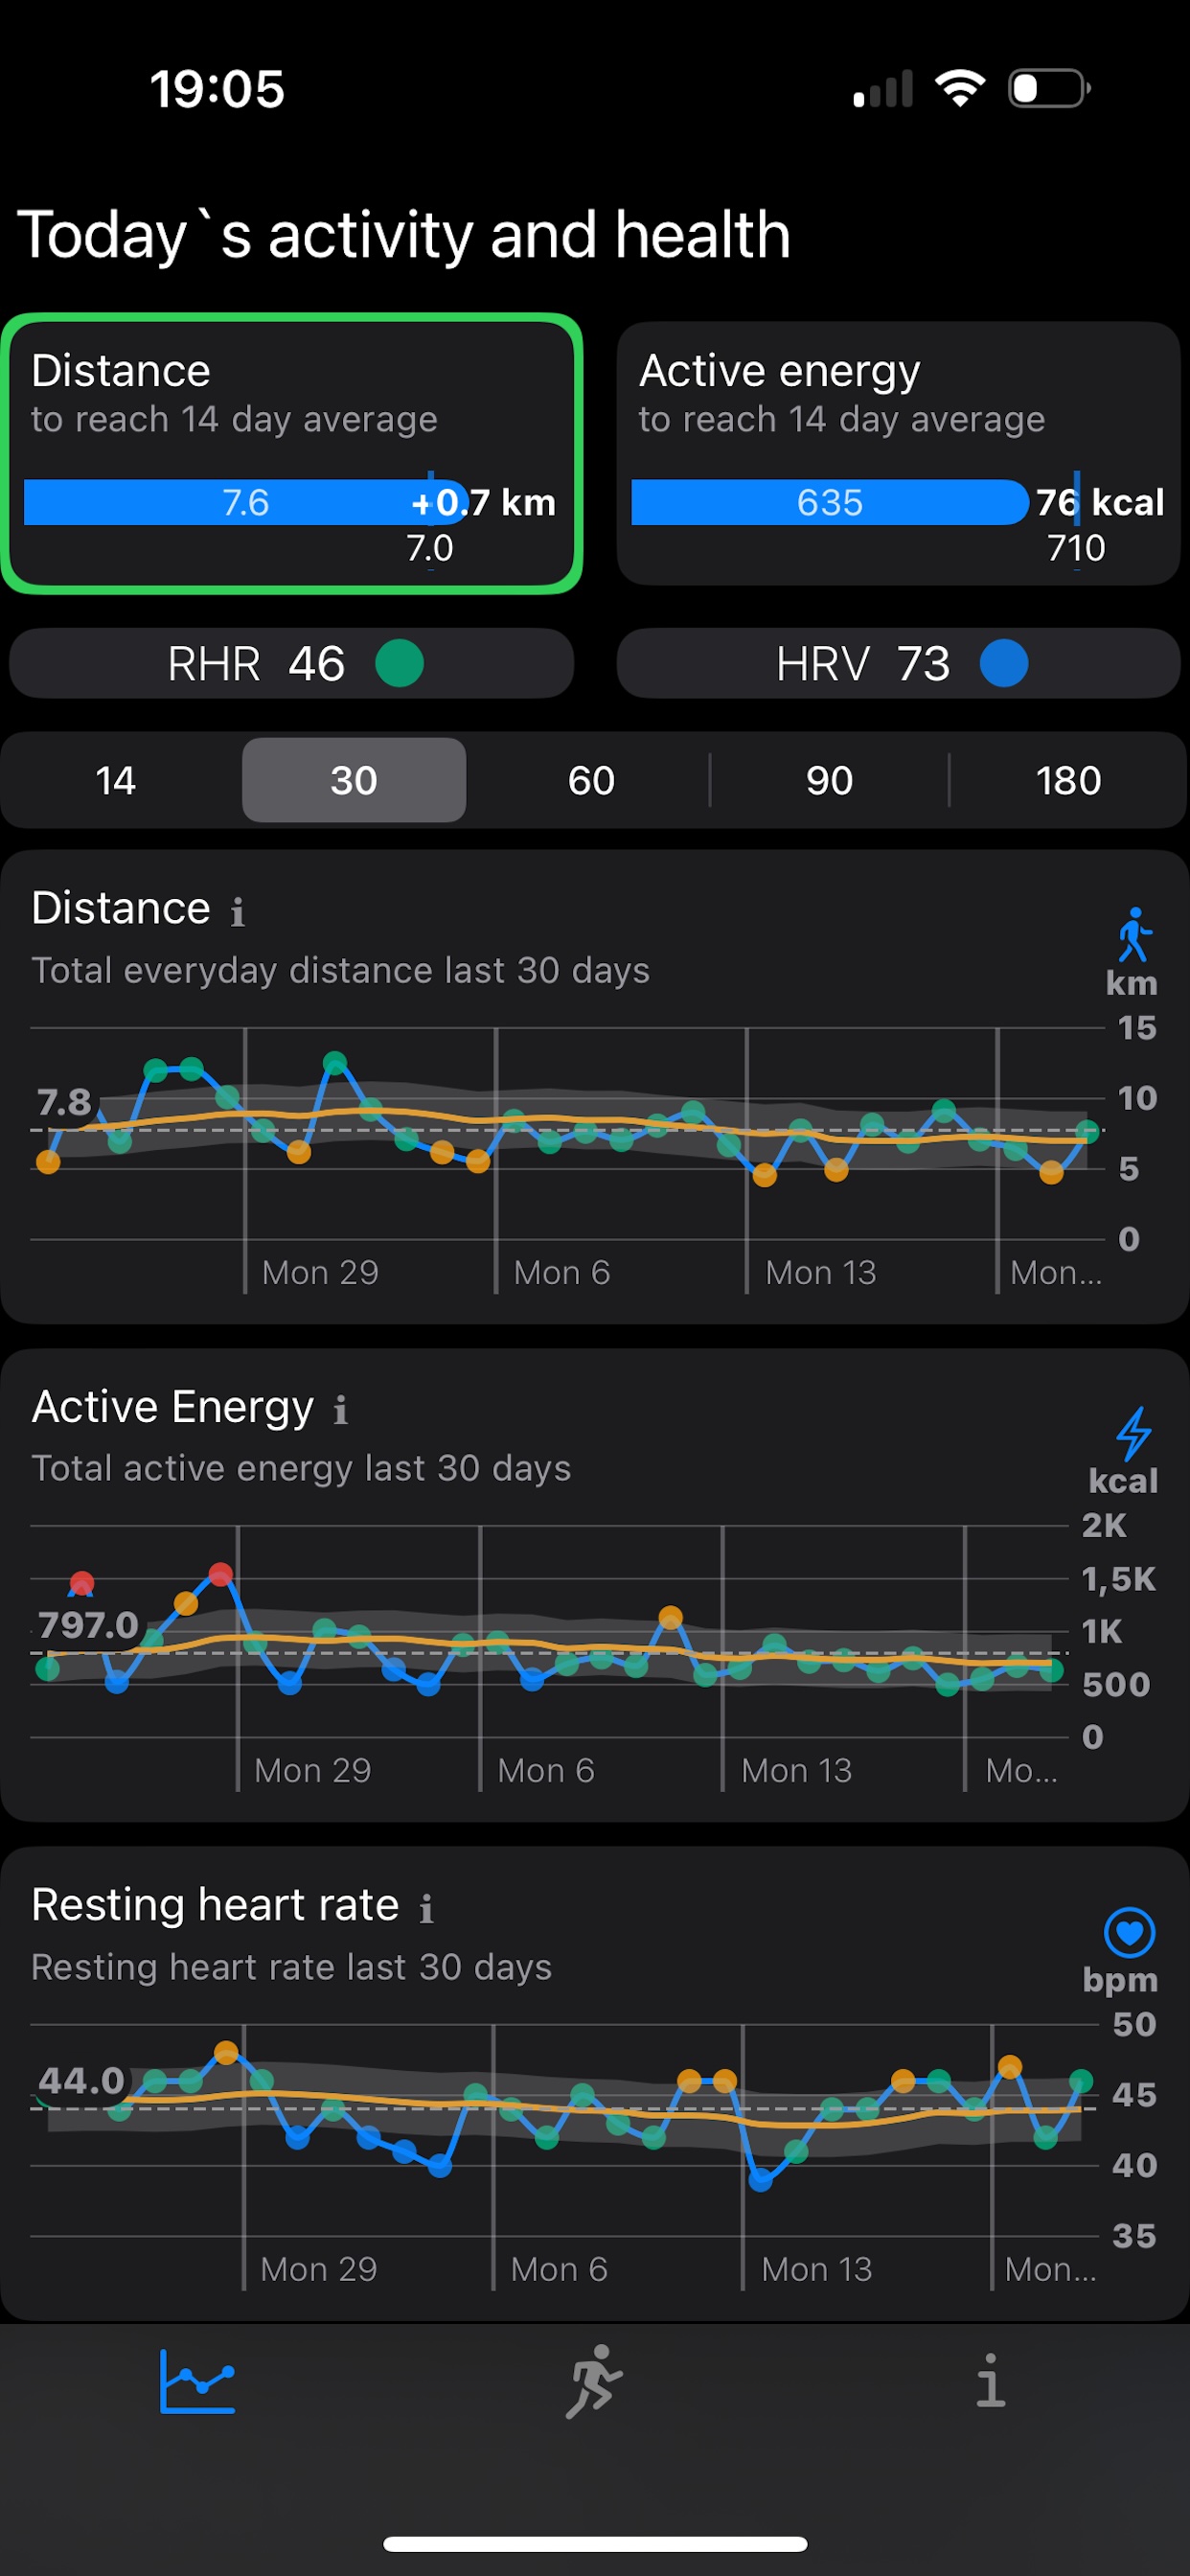 19:05
Today`s activity and health
Distance
to reach 14 day average
7.6 +0.7 km
7.0
Active energy
to reach 14 day average
635 76 kcal
710
RHR 46
HRV 73
14 30 60 90 180
Distance i
Total everyday distance last 30 days
km
15
7.8
10
5
0
Mon 29 Mon 6 Mon 13 Mon...
Active Energy i
Total active energy last 30 days
kcal
2K
1,5K
797.0
1K
500
0
Mon 29 Mon 6 Mon 13 Mo...
Resting heart rate i
Resting heart rate last 30 days
bpm
50
44.0
45
40
35
Mon 29 Mon 6 Mon 13 Mon...